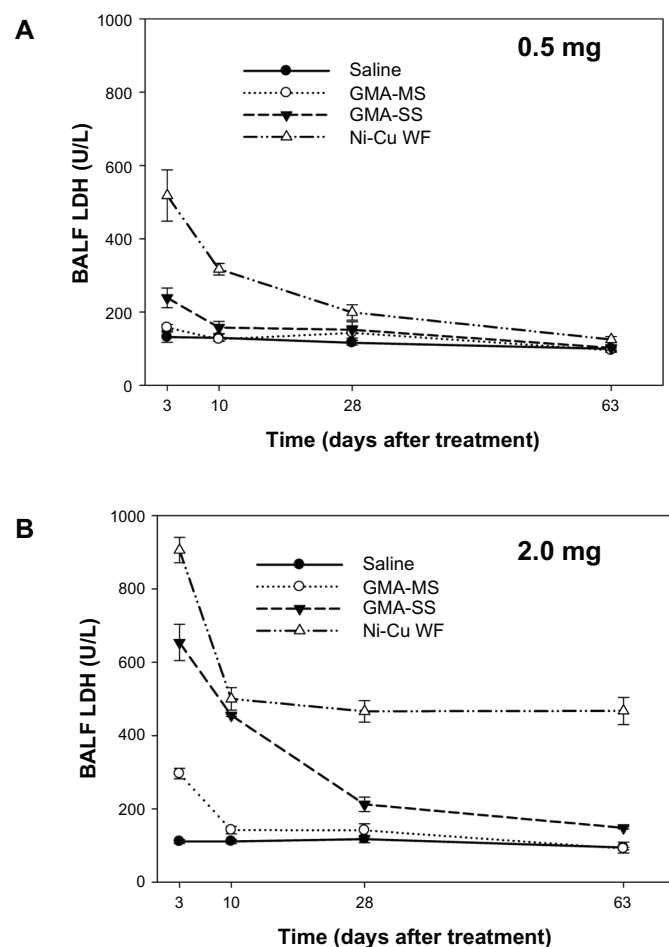 A
0.5 mg
1000
800
600
400
200
0
BALF LDH (U/L)
Saline
GMA-MS
GMA-SS
Ni-Cu WF
3
10
28
63
Time (days after treatment)
B
2.0 mg
1000
800
600
400
200
0
BALF LDH (U/L)
Saline
GMA-MS
GMA-SS
Ni-Cu WF
3
10
28
63
Time (days after treatment)